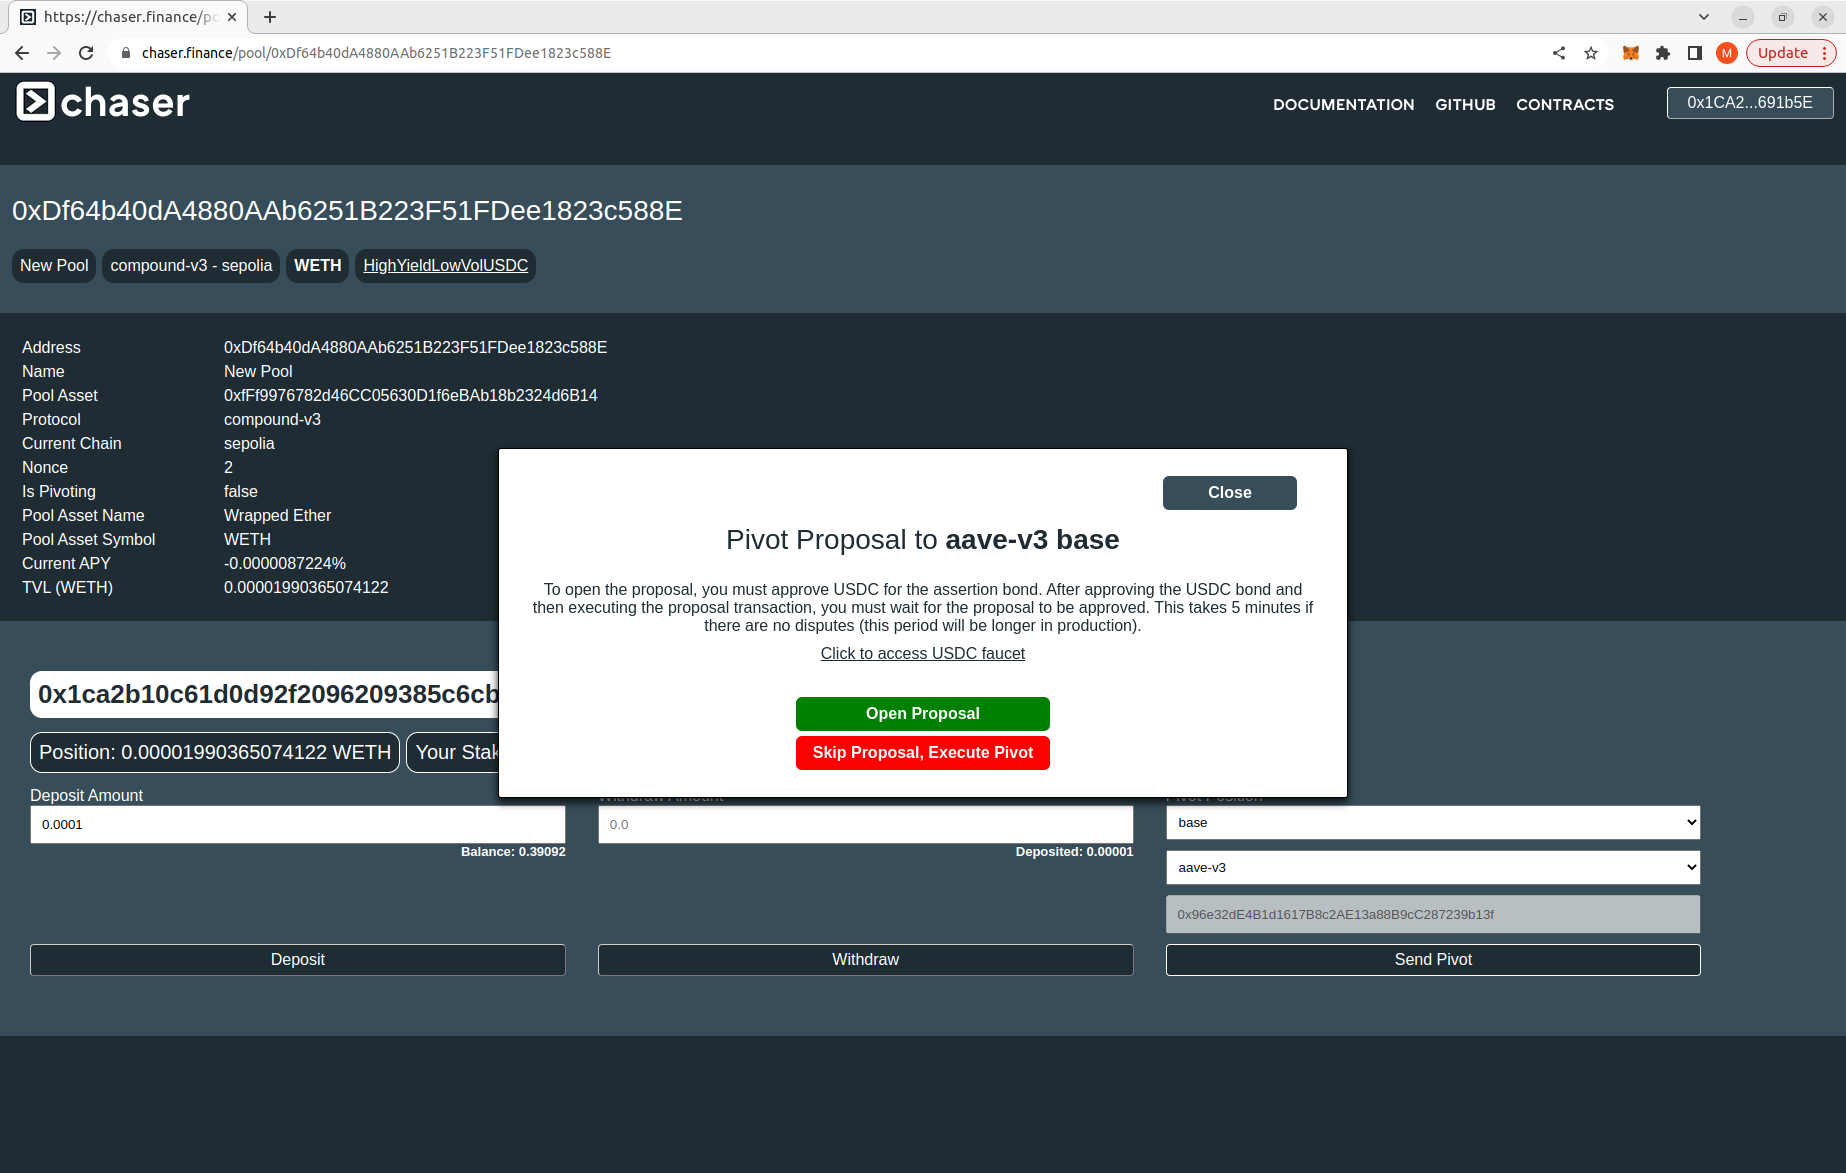 https://chaser.finance/po
chaser.finance/pool/0xDf64b40dA4880AAb6251B223F51FDee1823c588E
M
Update
chaser
DOCUMENTATION GITHUB CONTRACTS
0x1CA2...691b5E
0xDf64b40dA4880AAb6251B223F51FDee1823c588E
New Pool compound-v3 - sepolia WETH HighYieldLowVolUSDC
Address 0xDf64b40dA4880AAb6251B223F51FDee1823c588E
Name New Pool
Pool Asset 0xfFf9976782d46CC05630D1f6eBAb18b2324d6B14
Protocol compound-v3
Current Chain sepolia
Nonce 2
Is Pivoting false
Pool Asset Name Wrapped Ether
Pool Asset Symbol WETH
Current APY -0.0000087224%
TVL (WETH) 0.00001990365074122
Close
Pivot Proposal to aave-v3 base
To open the proposal, you must approve USDC for the assertion bond. After approving the USDC bond and
then executing the proposal transaction, you must wait for the proposal to be approved. This takes 5 minutes if
there are no disputes (this period will be longer in production).
Click to access USDC faucet
Open Proposal
Skip Proposal, Execute Pivot
0x1ca2b10c61d0d92f2096209385c6cb
Position: 0.00001990365074122 WETH
Your Stak
Deposit Amount
0.0001
Balance: 0.39092
Deposit
Withdraw Amount
0.0
Deposited: 0.00001
Withdraw
Pivot Position
base
aave-v3
0x96e32dE4B1d1617B8c2AE13a88B9cC287239b13f
Send Pivot